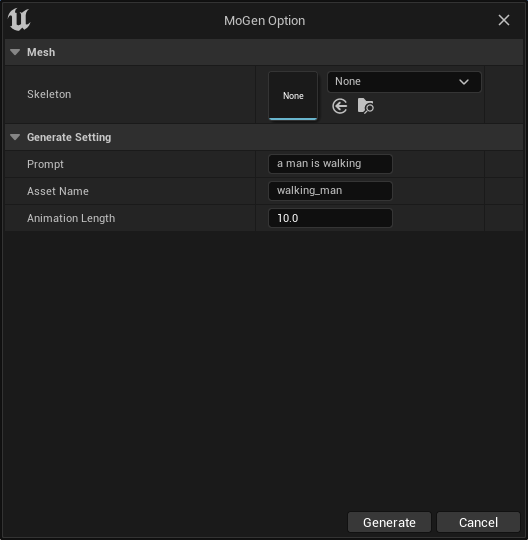 MoGen Option
Mesh
Skeleton
None
None
Generate Setting
Prompt
a man is walking
Asset Name
walking_man
Animation Length
10.0
Generate
Cancel